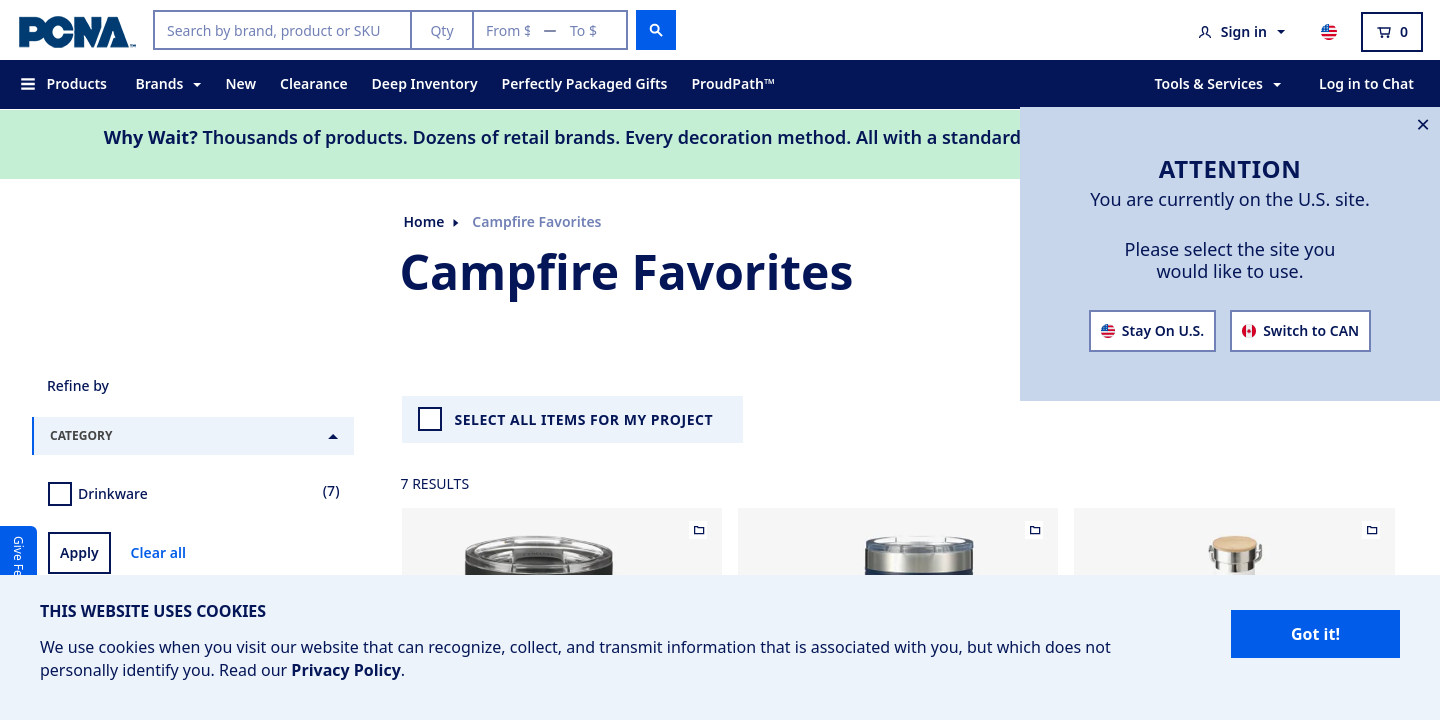 PCNA™
Search by brand, product or SKU
Qty
From $ — To $
Sign in
0
Products
Brands
New
Clearance
Deep Inventory
Perfectly Packaged Gifts
ProudPath™
Tools & Services
Log in to Chat
Why Wait? Thousands of products. Dozens of retail brands. Every decoration method. All with a standard
ATTENTION
You are currently on the U.S. site.
Please select the site you
would like to use.
Stay On U.S.
Switch to CAN
Home
Campfire Favorites
Campfire Favorites
Refine by
CATEGORY
Drinkware
(7)
Apply
Clear all
SELECT ALL ITEMS FOR MY PROJECT
7 RESULTS
Give
THIS WEBSITE USES COOKIES
We use cookies when you visit our website that can recognize, collect, and transmit information that is associated with you, but which does not
personally identify you. Read our Privacy Policy.
Got it!